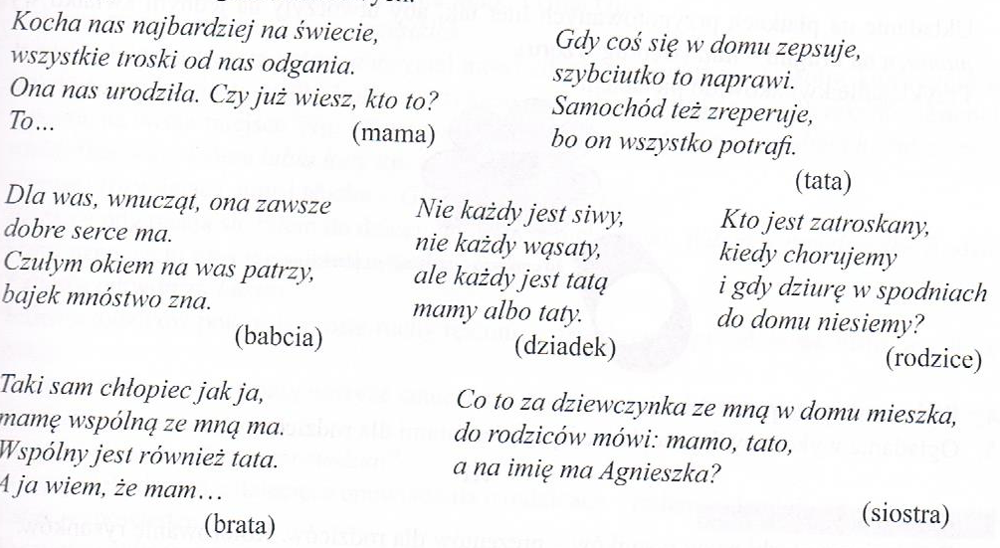 Kocha nas najbardziej na świecie,
wszystkie troski od nas odgania.
Ona nas urodziła. Czy już wiesz, kto to?
To...
(mama)
Gdy coś się w domu zepsuje,
szybciutko to naprawi.
Samochód też zreperuje,
bo on wszystko potrafi.
(tata)
Dla was, wnucząt, ona zawsze
dobre serce ma.
Czułym okiem na was patrzy,
bajek mnóstwo zna.
(babcia)
Nie każdy jest siwy,
nie każdy wąsaty,
ale każdy jest tatą
mamy albo taty.
(dziadek)
Kto jest zatroskany,
kiedy chorujemy
i gdy dziurę w spodniach
do domu niesiemy?
(rodzice)
Taki sam chłopiec jak ja,
mamę wspólną ze mną ma.
Wspólny jest również tata.
A ja wiem, że mam...
(brata)
Co to za dziewczynka ze mną w domu mieszka,
do rodziców mówi: mamo, tato,
a na imię ma Agnieszka?
(siostra)